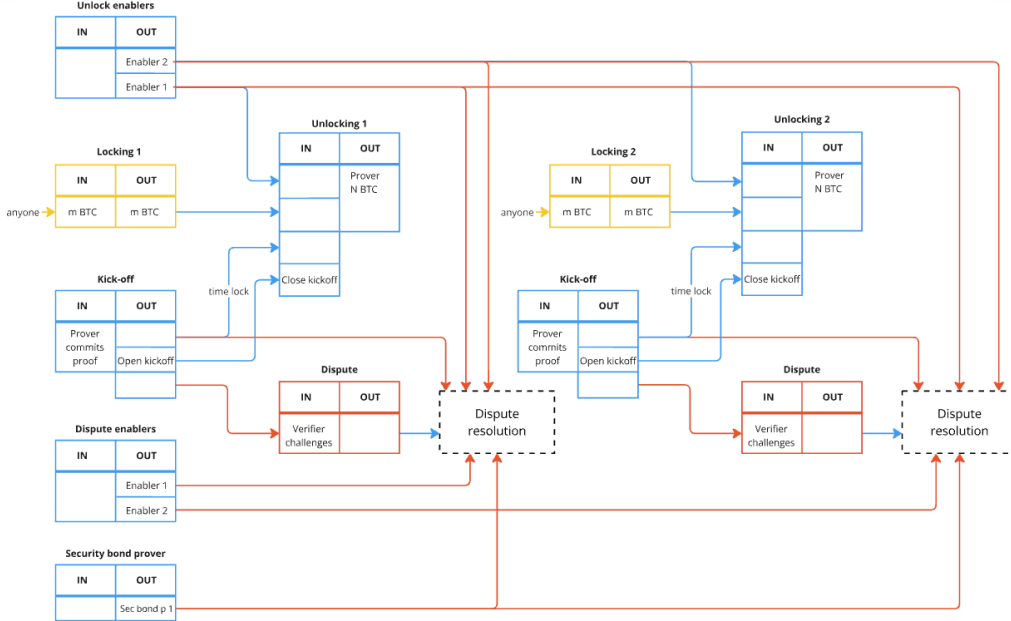 Unlock enablers
IN OUT
Enabler 2
Enabler 1
Unlocking 1
IN OUT
Prover
N BTC
Close kickoff
Unlocking 2
IN OUT
Prover
N BTC
Close kickoff
Locking 1
IN OUT
anyone m BTC m BTC
Locking 2
IN OUT
anyone m BTC m BTC
time lock
time lock
Kick-off
IN OUT
Prover
commits
proof
Open kickoff
Kick-off
IN OUT
Prover
commits
proof
Open kickoff
Dispute
IN OUT
Verifier
challenges
Dispute
resolution
Dispute
IN OUT
Verifier
challenges
Dispute
resolution
Dispute enablers
IN OUT
Enabler 1
Enabler 2
Security bond prover
IN OUT
Sec bond p 1